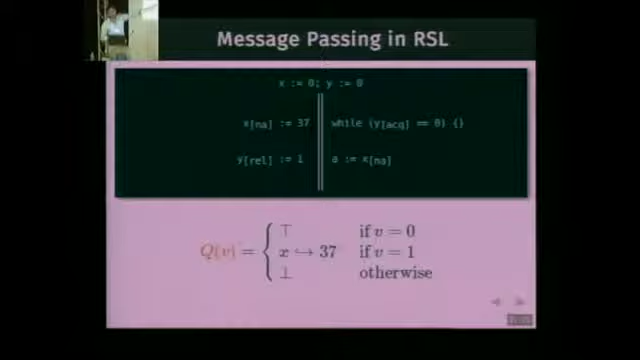 Message Passing in RSL
x := 0; y := 0
x[na] := 37 while (y[acq] == 0) {}
y[rel] := 1 a := x[na]
Q(v) = { ⊤ if v = 0
x ↪ 37 if v = 1
⊥ otherwise